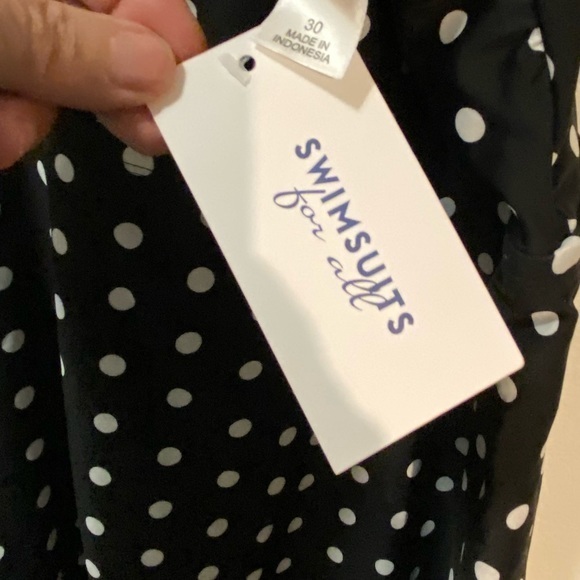 30
MADE IN
INDONESIA
SWIMSUITS
for all